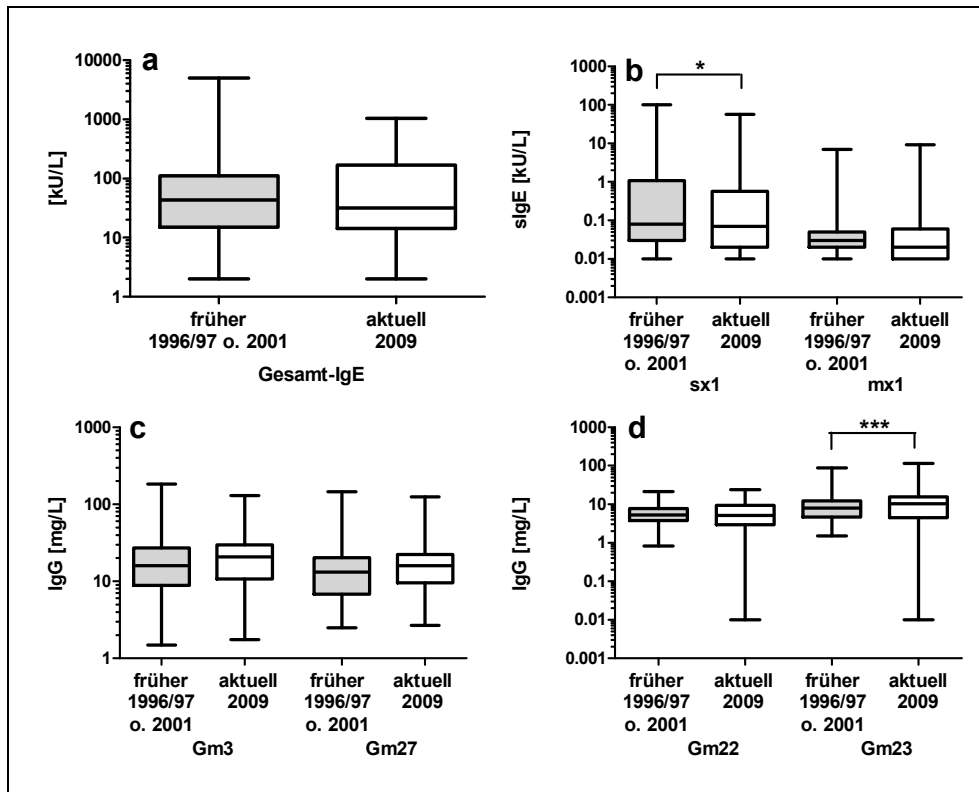 a
10000
1000
100
10
1
[kU/L]
früher
1996/97 o. 2001
aktuell
2009
Gesamt-IgE
b
*
1000
100
10
1
0.1
0.01
0.001
sIgE [kU/L]
früher
1996/97
o. 2001
aktuell
2009
früher
1996/97
o. 2001
aktuell
2009
sx1
mx1
c
1000
100
10
1
IgG [mg/L]
früher
1996/97
o. 2001
aktuell
2009
früher
1996/97
o. 2001
aktuell
2009
Gm3
Gm27
d
***
1000
100
10
1
0.1
0.01
0.001
IgG [mg/L]
früher
1996/97
o. 2001
aktuell
2009
früher
1996/97
o. 2001
aktuell
2009
Gm22
Gm23